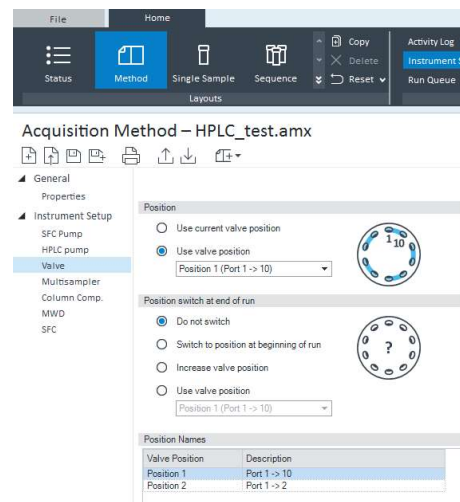 File
Home
Status
Method
Single Sample
Sequence
Copy
Delete
Reset
Layouts
Activity Log
Instrument S
Run Queue
Acquisition Method – HPLC_test.amx
General
Properties
Instrument Setup
SFC Pump
HPLC pump
Valve
Multisampler
Column Comp.
MWD
SFC
Position
Use current valve position
Use valve position
Position 1 (Port 1 -> 10)
1 10
Position switch at end of run
Do not switch
Switch to position at beginning of run
Increase valve position
Use valve position
Position 1 (Port 1 -> 10)
?
Position Names
Valve Position Description
Position 1 Port 1 -> 10
Position 2 Port 1 -> 2